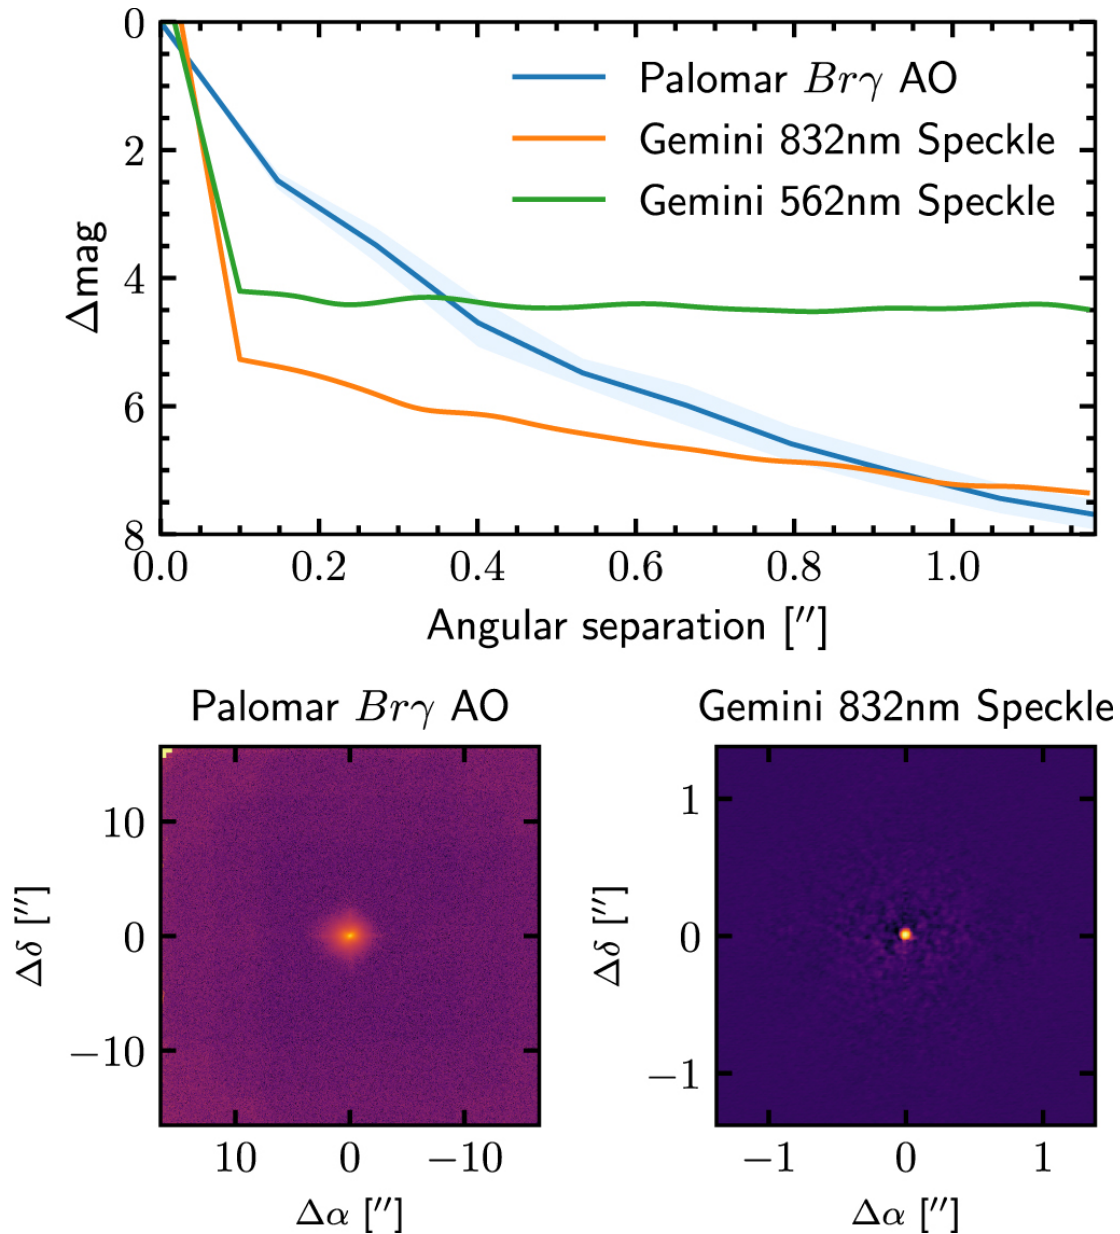 0
2
4
6
8
Δmag
Palomar Brγ AO
Gemini 832nm Speckle
Gemini 562nm Speckle
0.0 0.2 0.4 0.6 0.8 1.0
Angular separation [″]
Palomar Brγ AO
10
0
−10
Δδ [″]
10 0 −10
Δα [″]
Gemini 832nm Speckle
1
0
−1
Δδ [″]
−1 0 1
Δα [″]